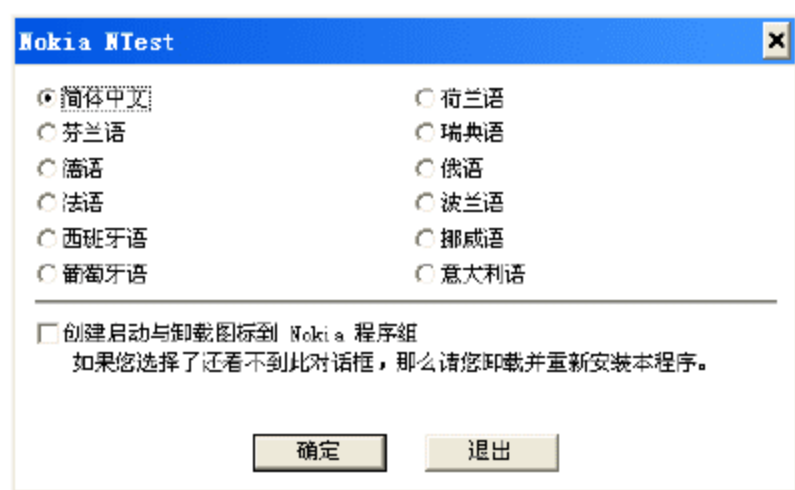 Nokia NTest
简体中文 荷兰语
芬兰语 瑞典语
德语 俄语
法语 波兰语
西班牙语 挪威语
葡萄牙语 意大利语
创建启动与卸载图标到 Nokia 程序组
如果您选择了还看不到此对话框，那么请您卸载并重新安装本程序。
确定 退出